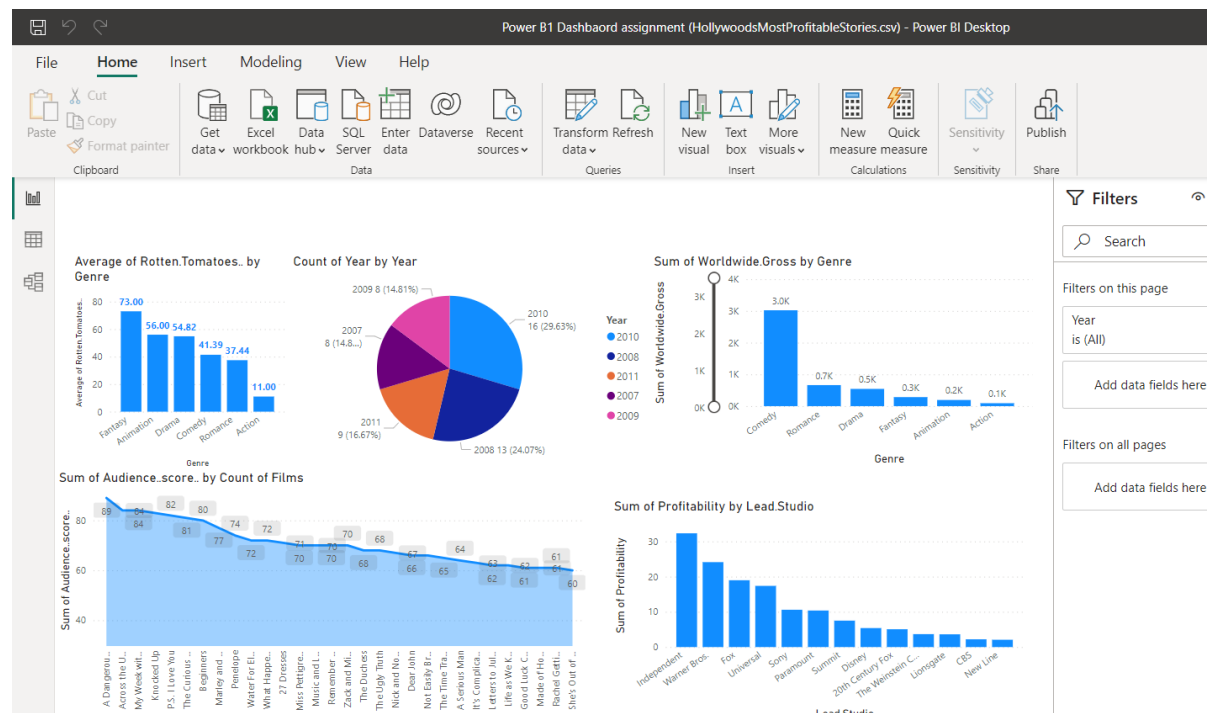 Power B1 Dashbaord assignment (HollywoodsMostProfitableStories.csv) - Power BI Desktop
File Home Insert Modeling View Help
Paste
Cut
Copy
Format painter
Clipboard
Get data
Excel workbook
Data hub
SQL Server
Enter data
Dataverse
Recent sources
Data
Transform data
Refresh
Queries
New visual
Text box
More visuals
Insert
New measure
Quick measure
Calculations
Sensitivity
Sensitivity
Publish
Share
Average of Rotten.Tomatoes.. by
Genre
Average of Rotten.Tomatoes..
80
60
40
20
0
73.00
56.00
54.82
41.39
37.44
11.00
Fantasy
Animation
Drama
Comedy
Romance
Action
Genre
Count of Year by Year
2009 8 (14.81%)
2010
16 (29.63%)
2007
8 (14.8...)
2011
9 (16.67%)
2008 13 (24.07%)
Year
2010
2008
2011
2007
2009
Sum of Worldwide.Gross by Genre
Sum of Worldwide.Gross
3K
2K
1K
0K
4K
3K
2K
1K
0K
3.0K
0.7K
0.5K
0.3K
0.2K
0.1K
Comedy
Romance
Drama
Fantasy
Animation
Action
Genre
Sum of Audience..score.. by Count of Films
Sum of Audience..score..
80
60
40
89
84
84
82
81
80
77
74
72
72
71
70
70
70
70
68
68
67
66
65
64
63
62
62
61
61
61
60
A Dangerou...
Across the U...
My Week wit...
Knocked Up
P.S. I Love You
The Curious ...
Beginners
Marley and ...
Penelope
Water For El...
What Happe...
27 Dresses
Miss Pettigre...
Music and L...
Remember ...
Zack and Mi...
The Duchess
The Ugly Truth
Nick and No...
Dear John
Not Easily Br...
The Time Tra...
A Serious Man
It's Complica...
Letters to Jul...
Life as We K...
Good Luck C...
Made of Ho...
Rachel Getti...
She's Out of ...
Sum of Profitability by Lead.Studio
Sum of Profitability
30
20
10
0
Independent
Warner Bros...
Fox
Universal
Sony
Paramount
Summit
Disney
20th Century Fox
The Weinstein C...
Lionsgate
CBS
New Line
Lead.Studio
Filters
Search
Filters on this page
Year
is (All)
Add data fields here
Filters on all pages
Add data fields here